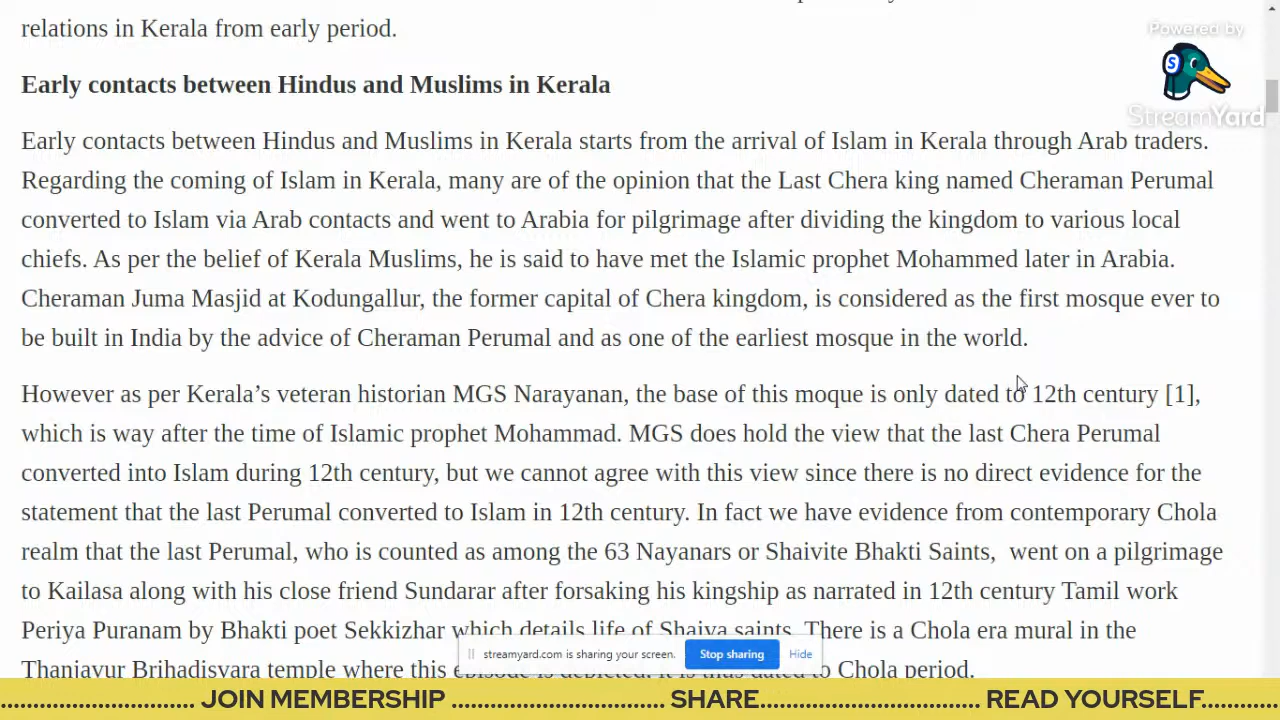 relations in Kerala from early period.
Powered by
StreamYard
Early contacts between Hindus and Muslims in Kerala
Early contacts between Hindus and Muslims in Kerala starts from the arrival of Islam in Kerala through Arab traders.
Regarding the coming of Islam in Kerala, many are of the opinion that the Last Chera king named Cheraman Perumal
converted to Islam via Arab contacts and went to Arabia for pilgrimage after dividing the kingdom to various local
chiefs. As per the belief of Kerala Muslims, he is said to have met the Islamic prophet Mohammed later in Arabia.
Cheraman Juma Masjid at Kodungallur, the former capital of Chera kingdom, is considered as the first mosque ever to
be built in India by the advice of Cheraman Perumal and as one of the earliest mosque in the world.
However as per Kerala’s veteran historian MGS Narayanan, the base of this moque is only dated to 12th century [1],
which is way after the time of Islamic prophet Mohammad. MGS does hold the view that the last Chera Perumal
converted into Islam during 12th century, but we cannot agree with this view since there is no direct evidence for the
statement that the last Perumal converted to Islam in 12th century. In fact we have evidence from contemporary Chola
realm that the last Perumal, who is counted as among the 63 Nayanars or Shaivite Bhakti Saints, went on a pilgrimage
to Kailasa along with his close friend Sundarar after forsaking his kingship as narrated in 12th century Tamil work
Periya Puranam by Bhakti poet Sekkizhar which details life of Shaiva saints. There is a Chola era mural in the
Thanjavur Brihadisvara temple where this episode is depicted. It is thus dated to Chola period.
streamyard.com is sharing your screen. Stop sharing Hide
..................... JOIN MEMBERSHIP ....................... SHARE........................ READ YOURSELF............